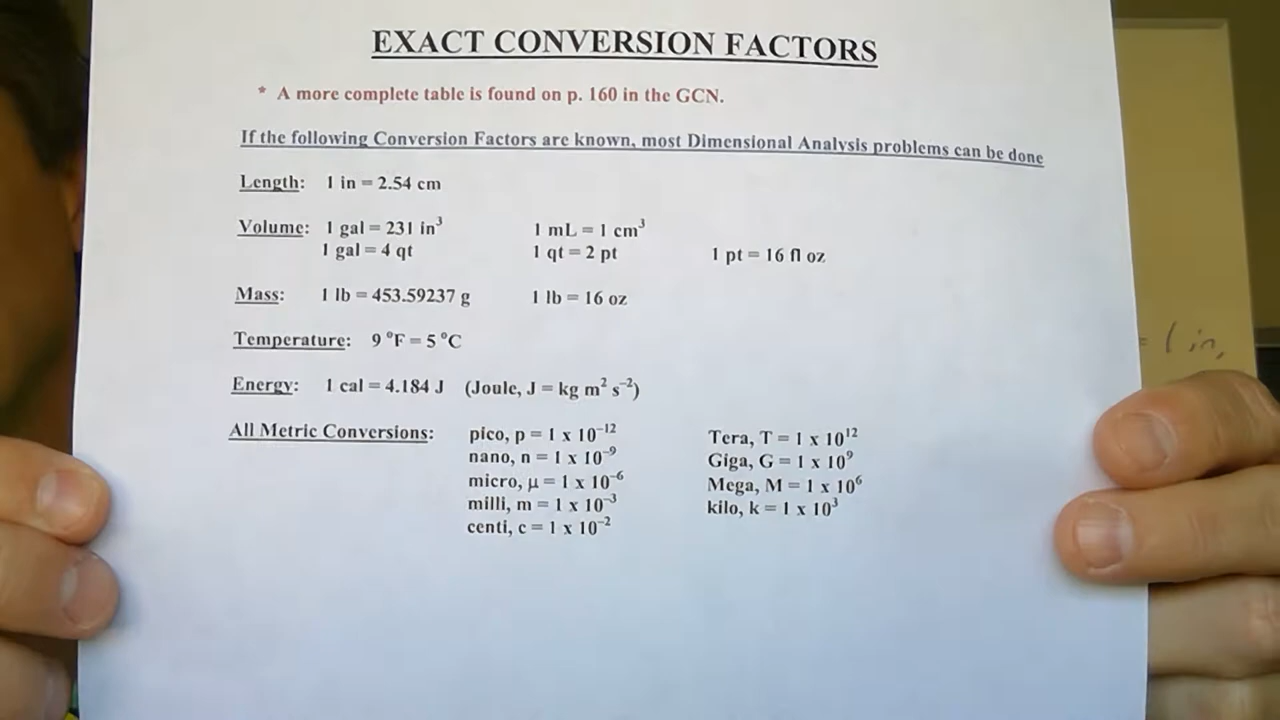 EXACT CONVERSION FACTORS
* A more complete table is found on p. 160 in the GCN.
If the following Conversion Factors are known, most Dimensional Analysis problems can be done
Length: 1 in = 2.54 cm
Volume: 1 gal = 231 in³ 1 mL = 1 cm³
1 gal = 4 qt 1 qt = 2 pt 1 pt = 16 fl oz
Mass: 1 lb = 453.59237 g 1 lb = 16 oz
Temperature: 9 °F = 5 °C
Energy: 1 cal = 4.184 J (Joule, J = kg m² s⁻²)
All Metric Conversions: pico, p = 1 x 10⁻¹² Tera, T = 1 x 10¹²
nano, n = 1 x 10⁻⁹ Giga, G = 1 x 10⁹
micro, μ = 1 x 10⁻⁶ Mega, M = 1 x 10⁶
milli, m = 1 x 10⁻³ kilo, k = 1 x 10³
centi, c = 1 x 10⁻²
= 1 in,